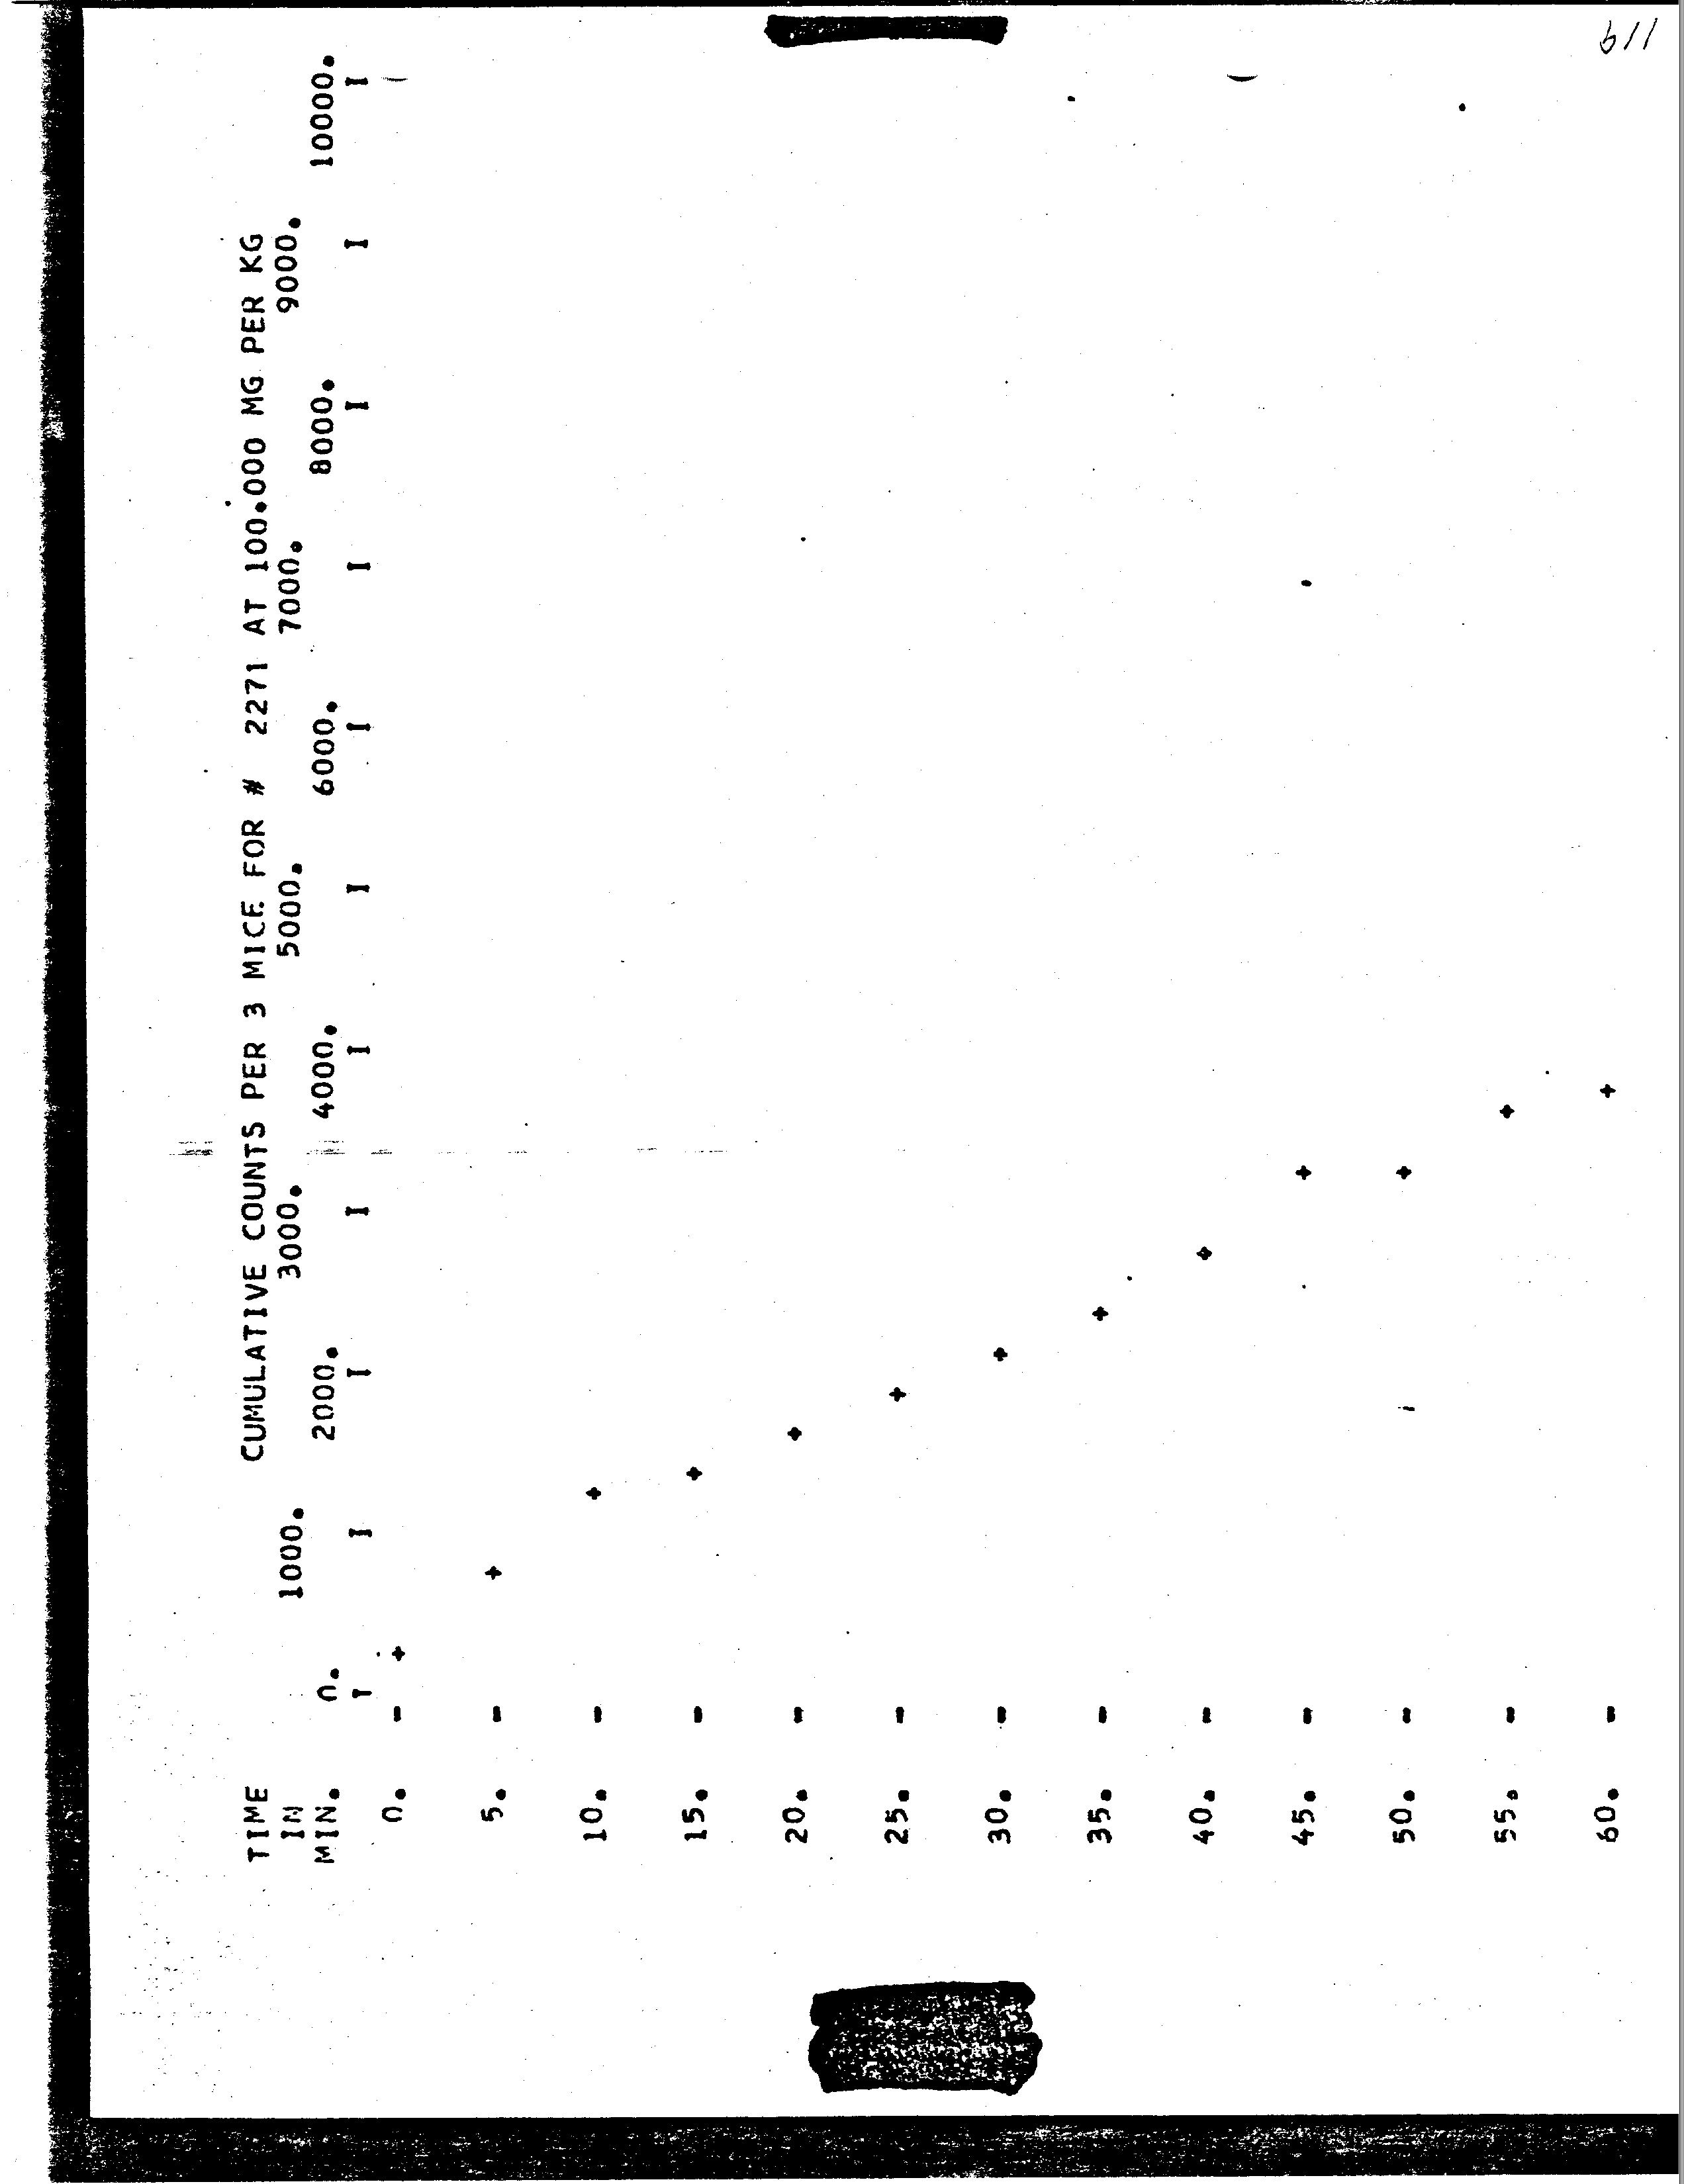 119
TIME CUMULATIVE COUNTS PER 3 MICE FOR # 2271 AT 100.000 MG PER KG
IN 1000. 3000. 5000. 7000. 9000.
MIN. 0. 2000. 4000. 6000. 8000. 10000.
I I I I I I I I I I I
0. - +
5. - +
10. - +
15. - +
20. - +
25. - +
30. - +
35. - +
40. - +
45. - +
50. - +
55. - +
60. - +